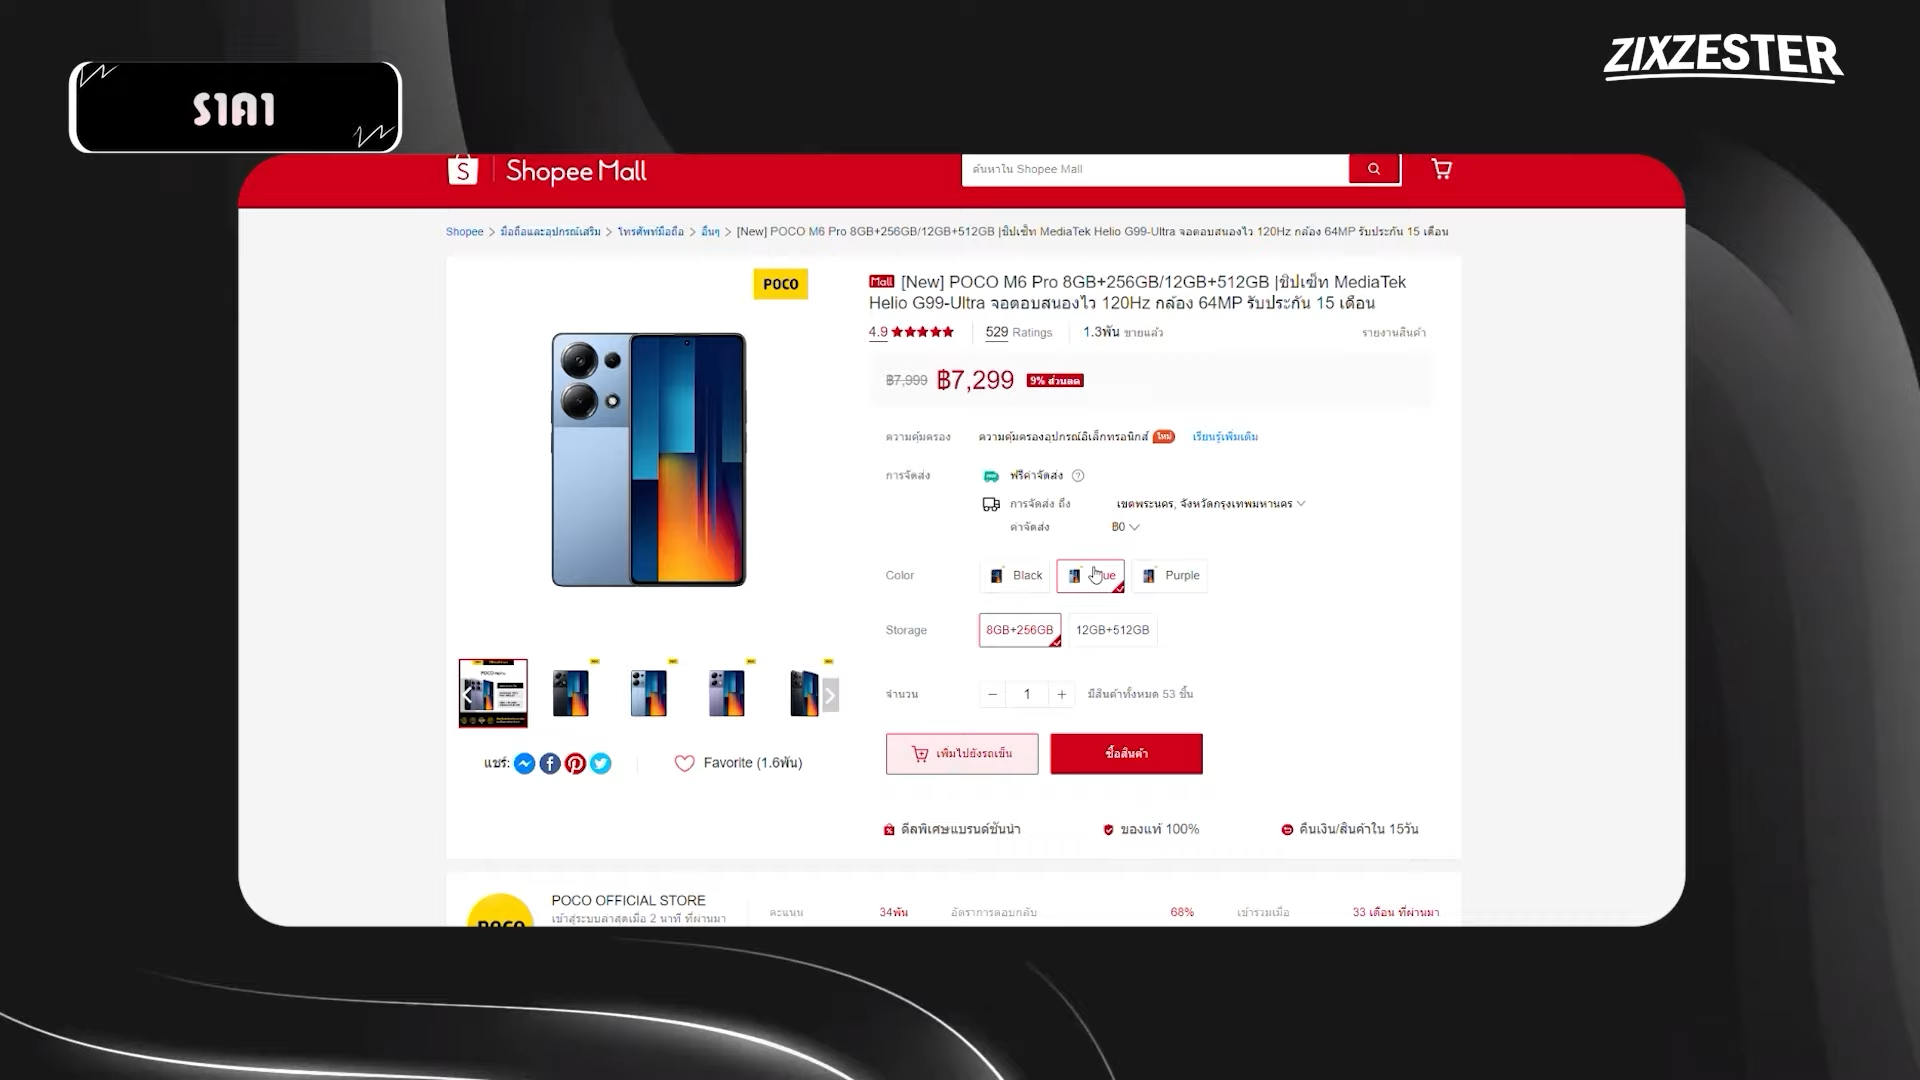 ZIXZESTER
ราคา
Shopee Mall
ค้นหาใน Shopee Mall
Shopee > มือถือและอุปกรณ์เสริม > โทรศัพท์มือถือ > อื่นๆ > [New] POCO M6 Pro 8GB+256GB/12GB+512GB |ชิปเซ็ท MediaTek Helio G99-Ultra จอตอบสนองไว 120Hz กล้อง 64MP รับประกัน 15 เดือน
POCO
Mall [New] POCO M6 Pro 8GB+256GB/12GB+512GB |ชิปเซ็ท MediaTek
Helio G99-Ultra จอตอบสนองไว 120Hz กล้อง 64MP รับประกัน 15 เดือน
4.9 529 Ratings 1.3พัน ขายแล้ว รายงานสินค้า
฿7,999 ฿7,299 9% ส่วนลด
ความคุ้มครอง ความคุ้มครองอุปกรณ์อิเล็กทรอนิกส์ ใหม่ เรียนรู้เพิ่มเติม
การจัดส่ง ฟรีค่าจัดส่ง
การจัดส่ง ถึง เขตพระนคร, จังหวัดกรุงเทพมหานคร
ค่าจัดส่ง ฿0
Color Black ue Purple
Storage 8GB+256GB 12GB+512GB
จำนวน 1 มีสินค้าทั้งหมด 53 ชิ้น
แชร์: Favorite (1.6พัน)
เพิ่มไปยังรถเข็น ซื้อสินค้า
ดีลพิเศษแบรนด์ชั้นนำ ของแท้ 100% คืนเงิน/สินค้าใน 15วัน
POCO
POCO OFFICIAL STORE
เข้าสู่ระบบล่าสุดเมื่อ 2 นาที ที่ผ่านมา
คะแนน 34พัน อัตราการตอบกลับ 68% เข้าร่วมเมื่อ 33 เดือน ที่ผ่านมา